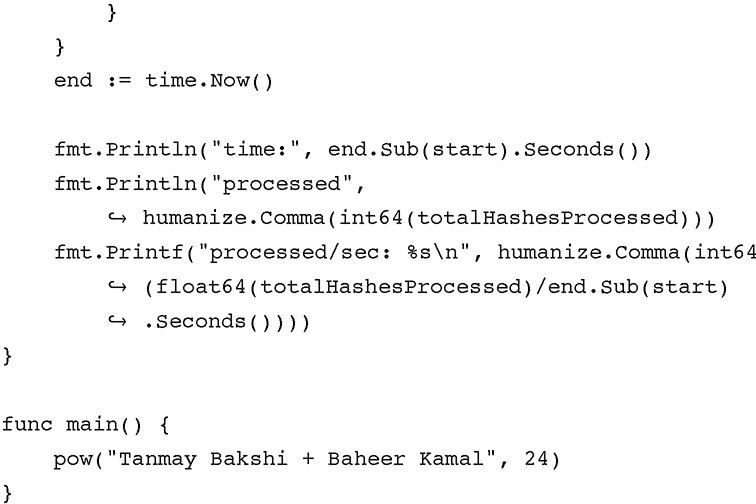 }
    }
    end := time.Now()

    fmt.Println("time:", end.Sub(start).Seconds())
    fmt.Println("processed",
        ↪ humanize.Comma(int64(totalHashesProcessed)))
    fmt.Printf("processed/sec: %s\n", humanize.Comma(int64
        ↪ (float64(totalHashesProcessed)/end.Sub(start)
        ↪ .Seconds())))
}

func main() {
    pow("Tanmay Bakshi + Baheer Kamal", 24)
}